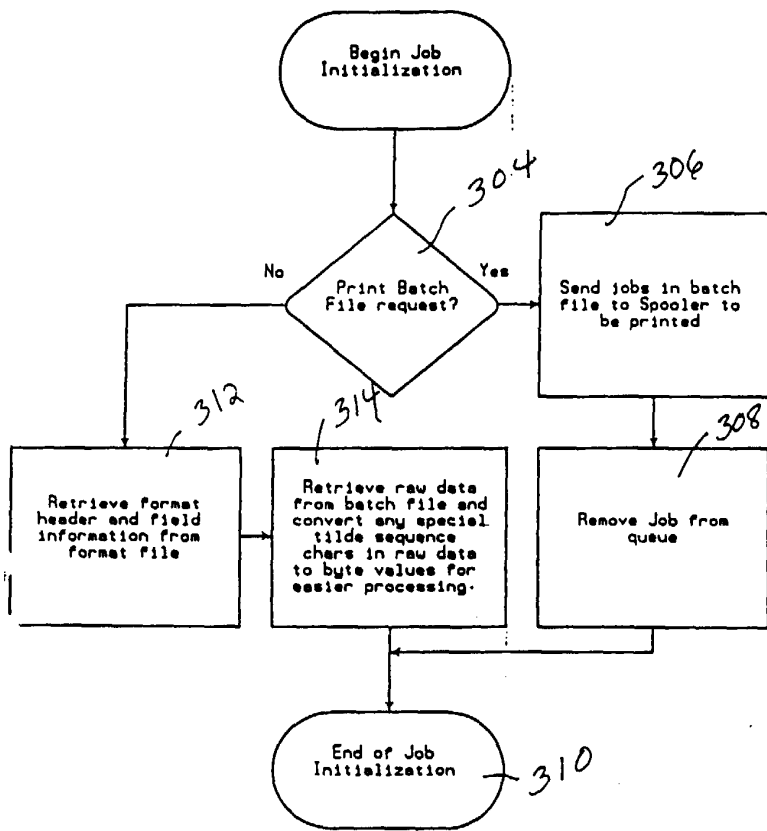 Begin Job
Initialization
304
306
No
Yes
Print Batch
File request?
Send jobs in batch
file to Spooler to
be printed
312
314
308
Retrieve format
header and field
information from
format file
Retrieve raw data
from batch file and
convert any special
tilde sequence
chars in raw data
to byte values for
easier processing.
Remove Job from
queue
End of Job
Initialization
310